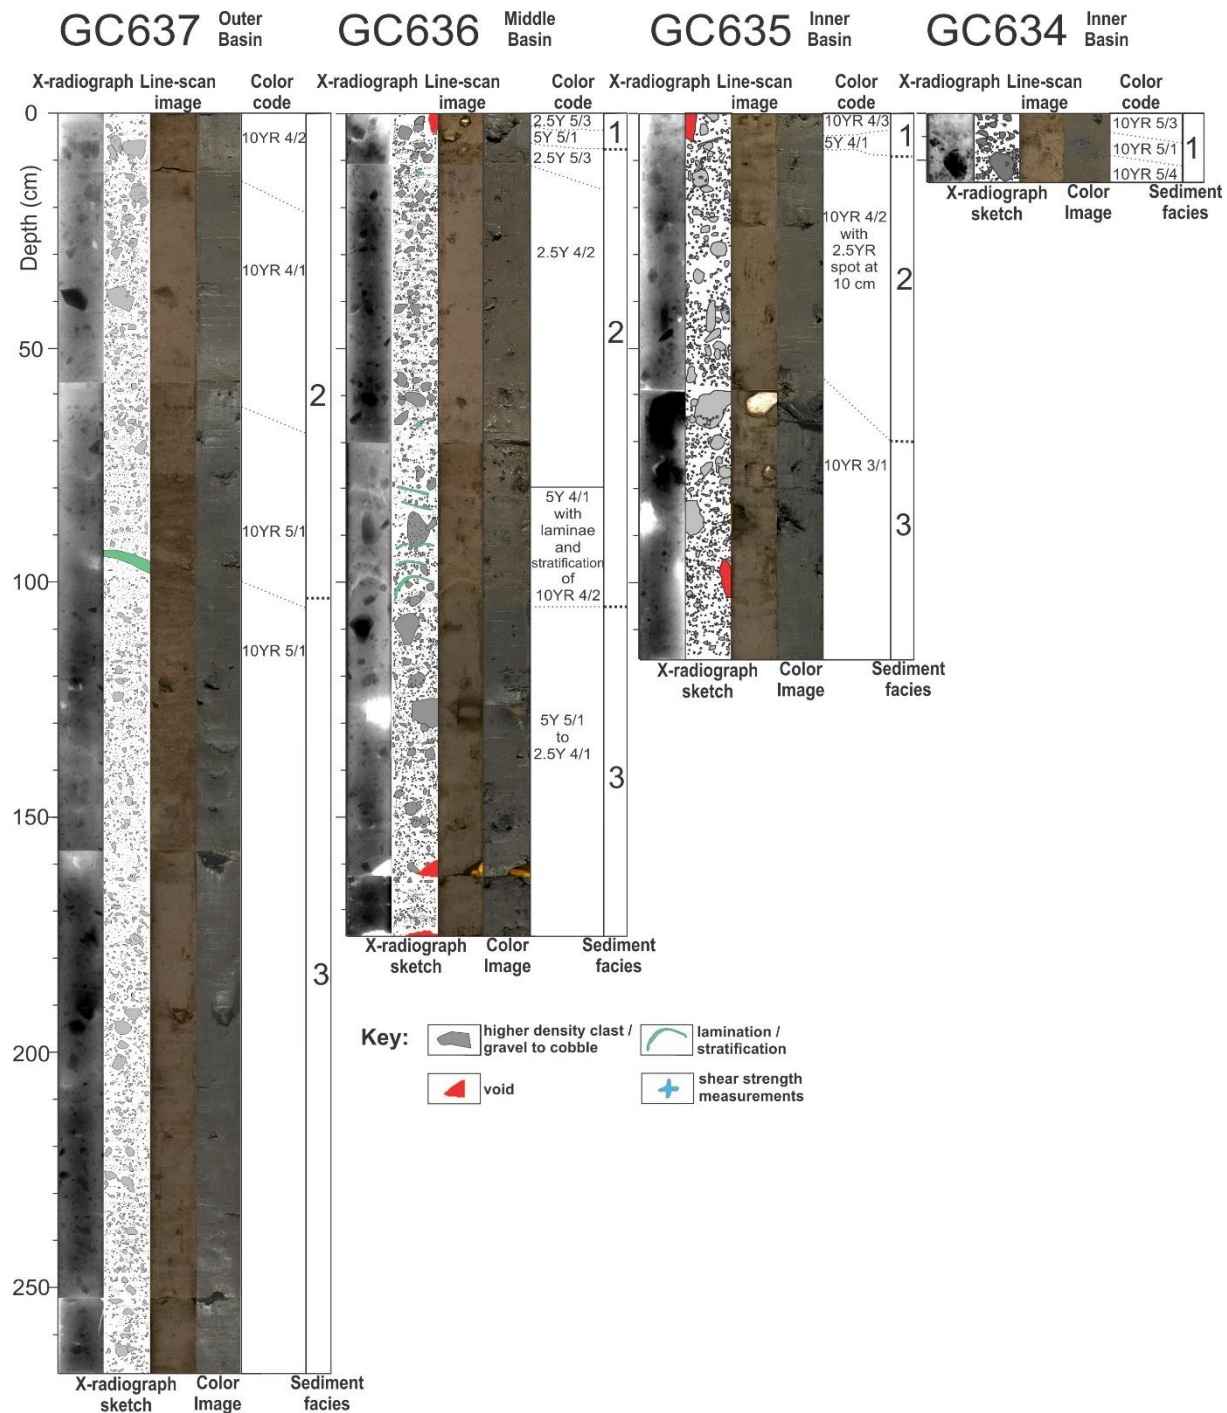 GC637 Outer
Basin
GC636 Middle
Basin
GC635 Inner
Basin
GC634 Inner
Basin
X-radiograph Line-scan
image
Color
code
X-radiograph Line-scan
image
Color
code
X-radiograph Line-scan
image
Color
code
X-radiograph Line-scan
image
Color
code
Depth (cm)
0
50
100
150
200
250
10YR 4/2
10YR 4/1
10YR 5/1
10YR 5/1
2
3
X-radiograph
sketch
Color
Image
Sediment
facies
2.5Y 5/3
5Y 5/1
2.5Y 5/3
2.5Y 4/2
5Y 4/1
with
laminae
and
stratification
of
10YR 4/2
5Y 5/1
to
2.5Y 4/1
1
2
3
X-radiograph
sketch
Color
Image
Sediment
facies
10YR 4/3
5Y 4/1
10YR 4/2
with
2.5YR
spot at
10 cm
10YR 3/1
1
2
3
X-radiograph
sketch
Color
Image
Sediment
facies
10YR 5/3
10YR 5/1
10YR 5/4
1
X-radiograph
sketch
Color
Image
Sediment
facies
Key:
higher density clast /
gravel to cobble
lamination /
stratification
void
shear strength
measurements